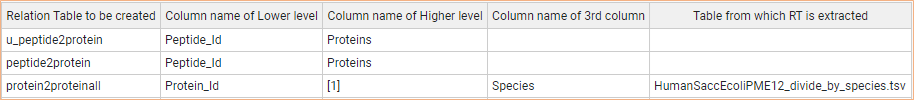 Relation Table to be created Column name of Lower level Column name of Higher level Column name of 3rd column Table from which RT is extracted
u_peptide2protein Peptide_Id Proteins
peptide2protein Peptide_Id Proteins
protein2proteinall Protein_Id [1] Species HumanSaccEcoliPME12_divide_by_species.tsv